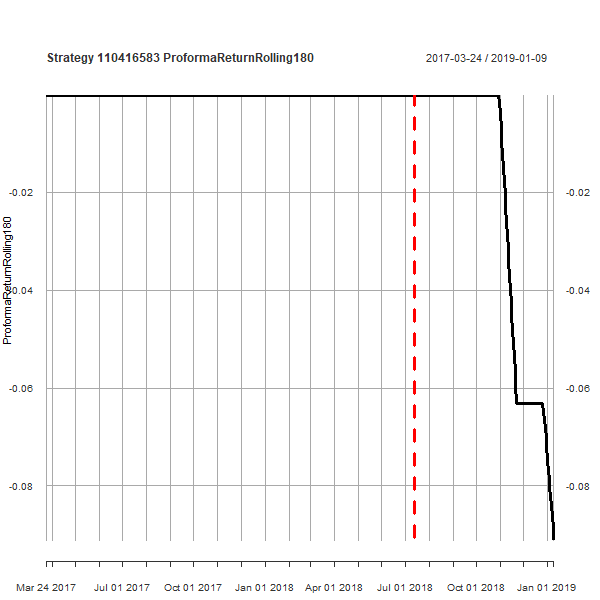 Strategy 110416583 ProformaReturnRolling180
2017-03-24 / 2019-01-09
ProformaReturnRolling180
-0.02
-0.02
-0.04
-0.04
-0.06
-0.06
-0.08
-0.08
Mar 24 2017 Jul 01 2017 Oct 01 2017 Jan 01 2018 Apr 01 2018 Jul 01 2018 Oct 01 2018 Jan 01 2019